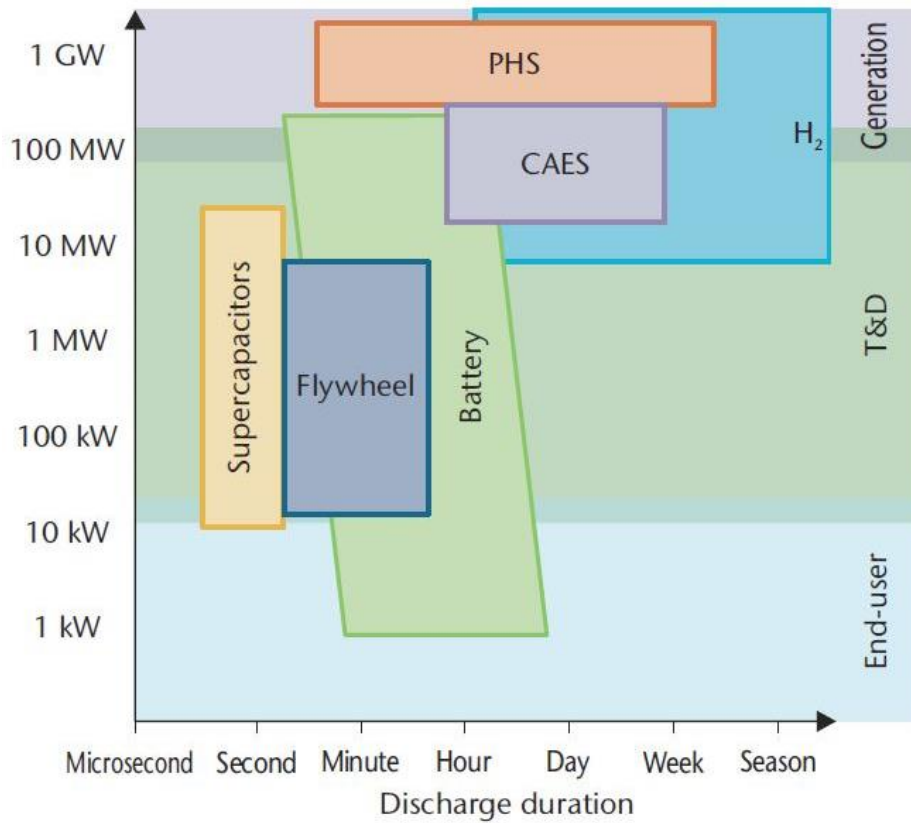 1 GW
100 MW
10 MW
1 MW
100 kW
10 kW
1 kW
PHS
CAES
H₂
Supercapacitors
Flywheel
Battery
Generation
T&D
End-user
Microsecond Second Minute Hour Day Week Season
Discharge duration